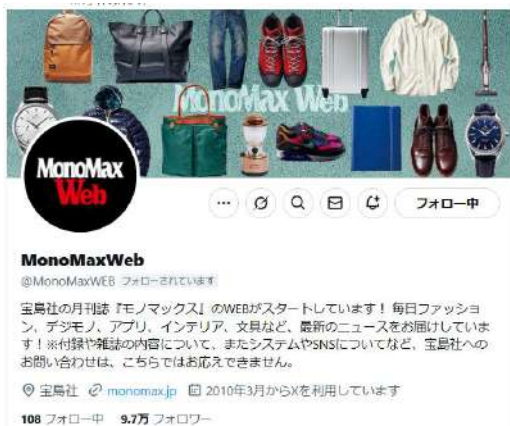 MonoMax Web
MonoMax
Web
フォロー中
MonoMaxWeb
@MonoMaxWEB フォローされています
宝島社の月刊誌『モノマックス』のWEBがスタートしています！ 毎日ファッショ
ン、デジモノ、アプリ、インテリア、文具など、最新のニュースをお届けしていま
す！※付録や雑誌の内容について、またシステムやSNSについてなど、宝島社への
お問い合わせは、こちらではお応えできません。
宝島社 monomax.jp 2010年3月からXを利用しています
108 フォロー中 9.7万 フォロワー